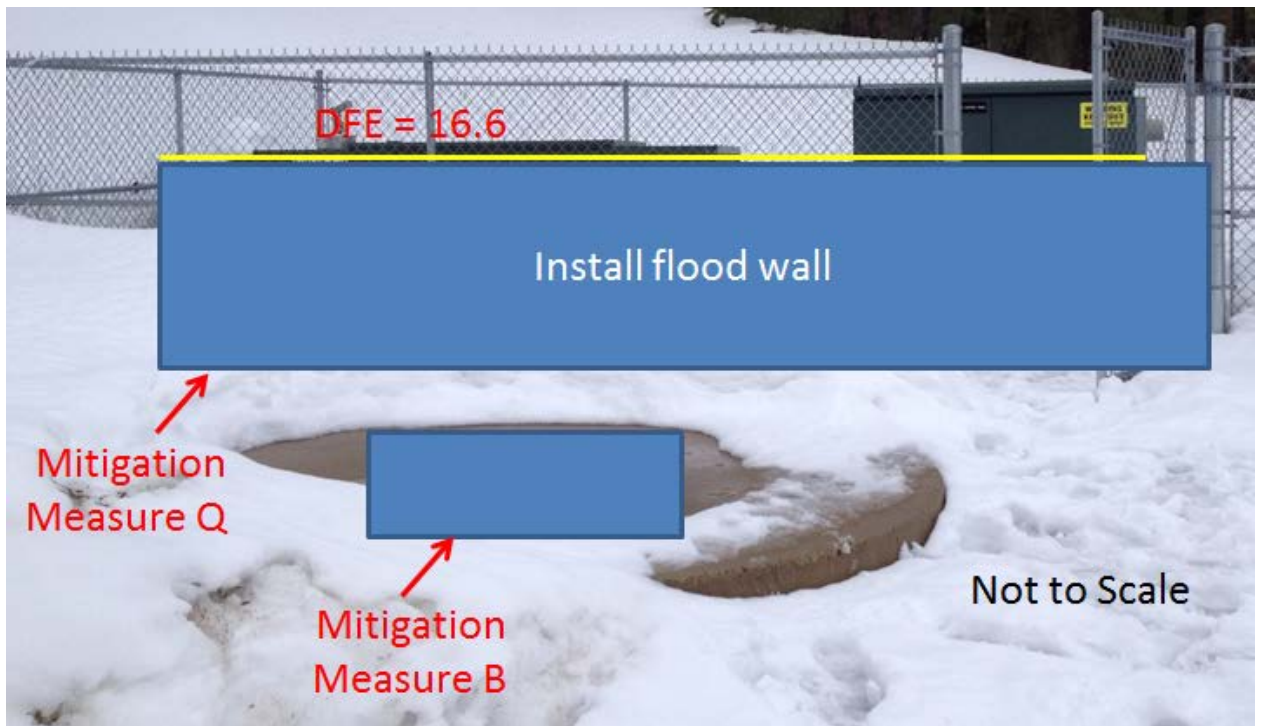 DFE = 16.6
Install flood wall
Mitigation
Measure Q
Mitigation
Measure B
Not to Scale